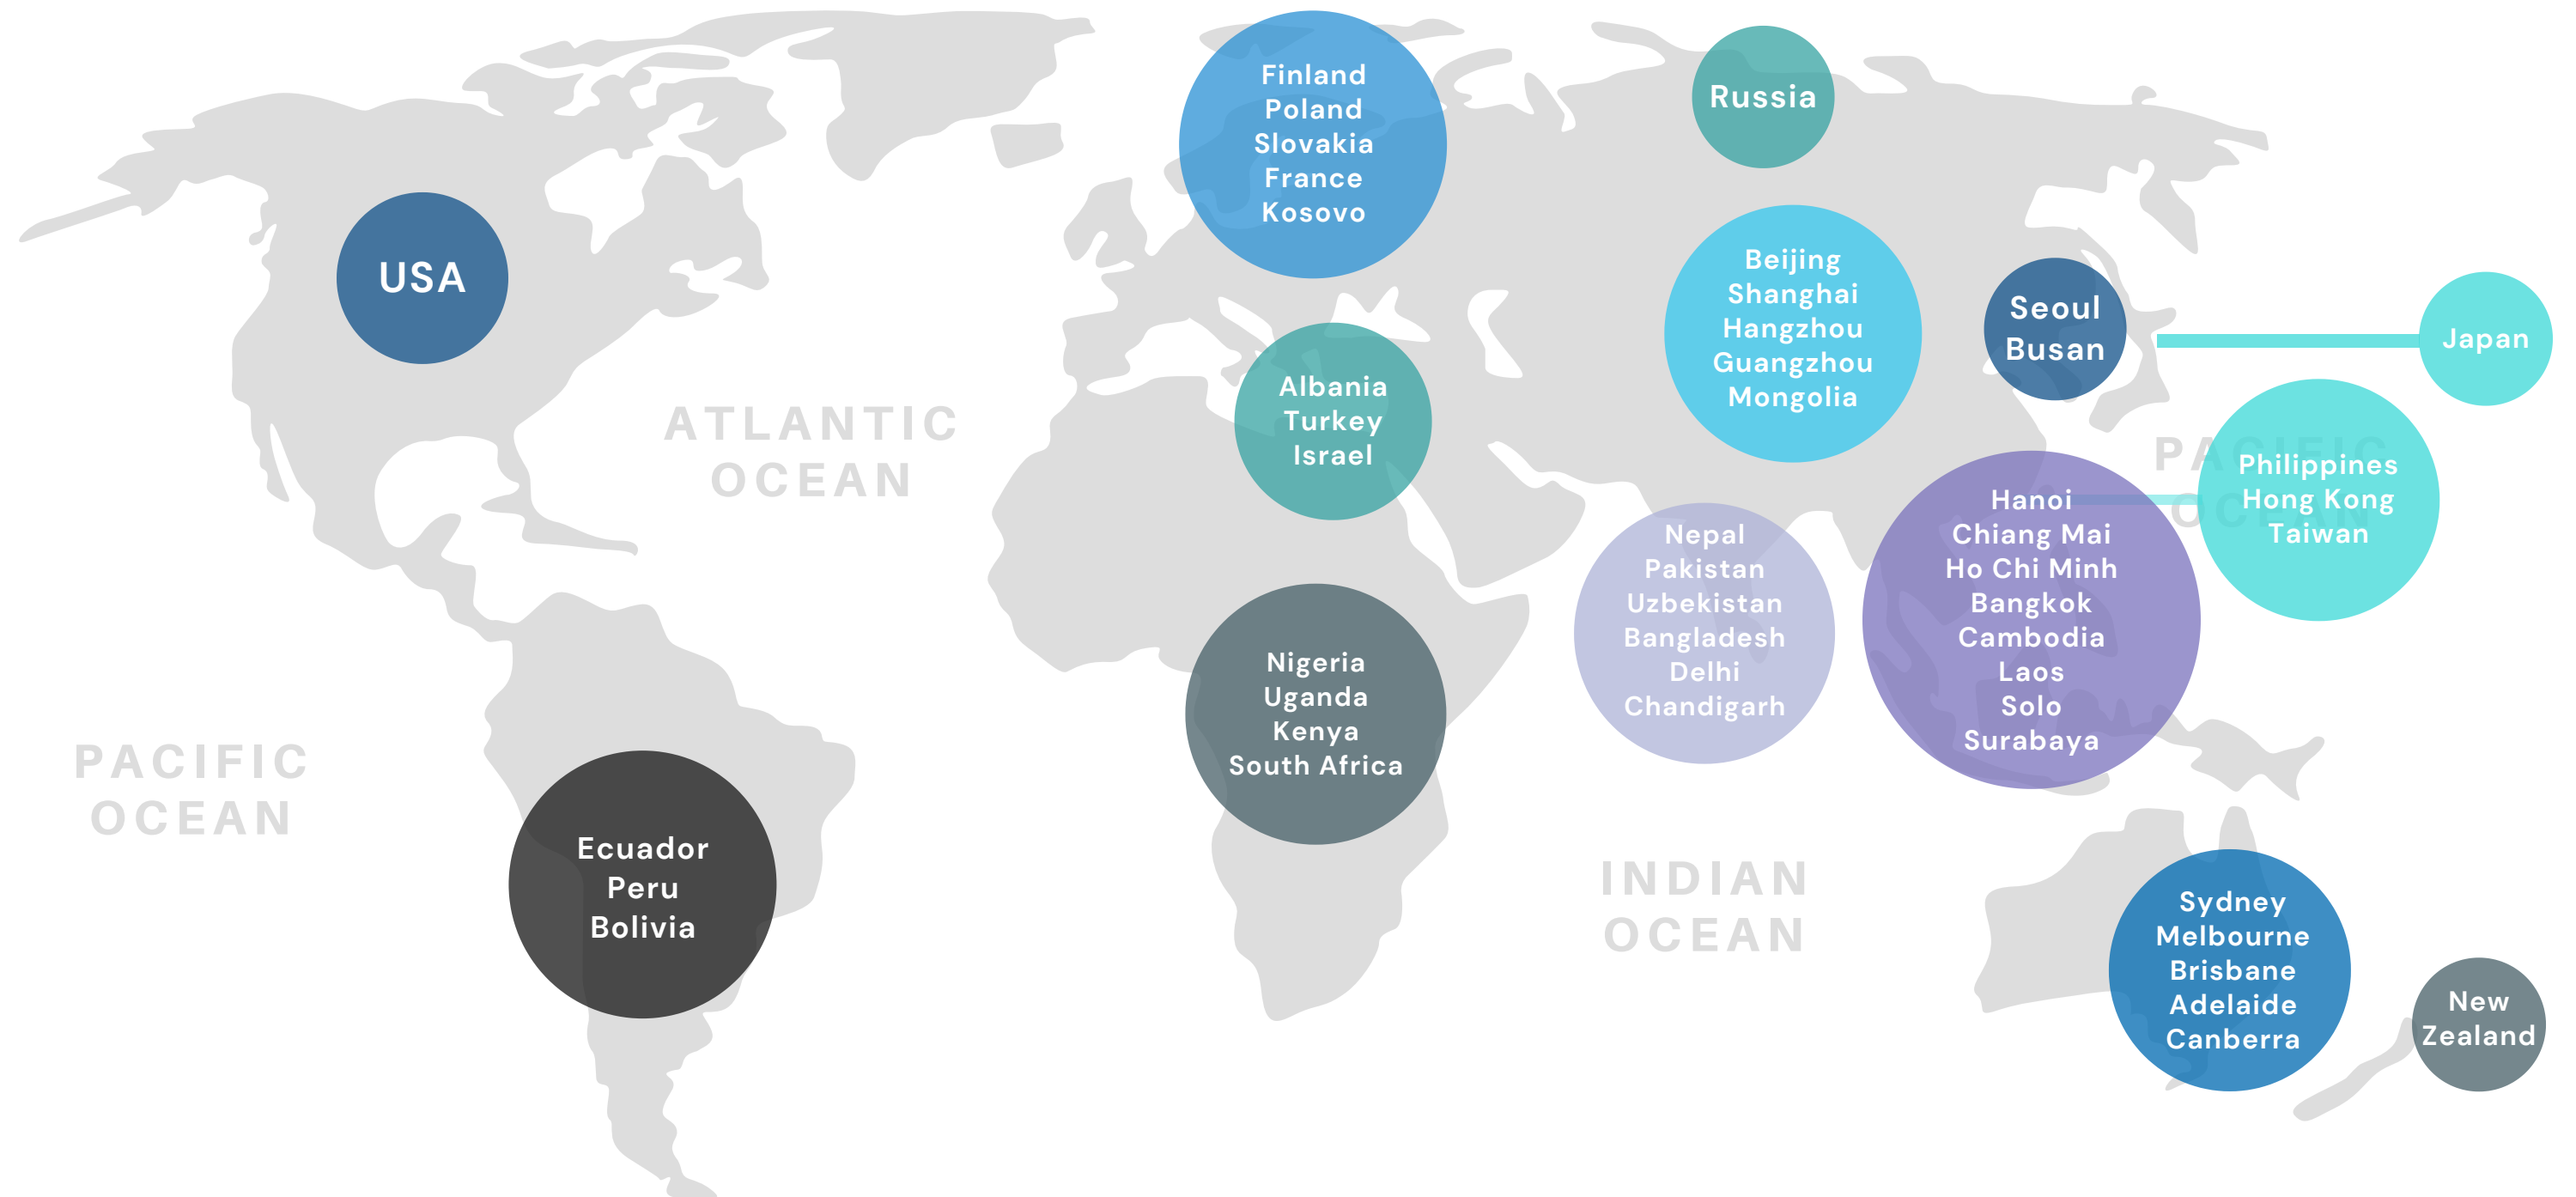 Finland
Poland
Slovakia
France
Kosovo
Russia
USA
Beijing
Shanghai
Hangzhou
Guangzhou
Mongolia
Seoul
Busan
Japan
Albania
Turkey
Israel
ATLANTIC
OCEAN
PACIFIC
OCEAN
Philippines
Hong Kong
Taiwan
Hanoi
Chiang Mai
Ho Chi Minh
Bangkok
Cambodia
Laos
Solo
Surabaya
Nepal
Pakistan
Uzbekistan
Bangladesh
Delhi
Chandigarh
Nigeria
Uganda
Kenya
South Africa
PACIFIC
OCEAN
Ecuador
Peru
Bolivia
INDIAN
OCEAN
Sydney
Melbourne
Brisbane
Adelaide
Canberra
New
Zealand